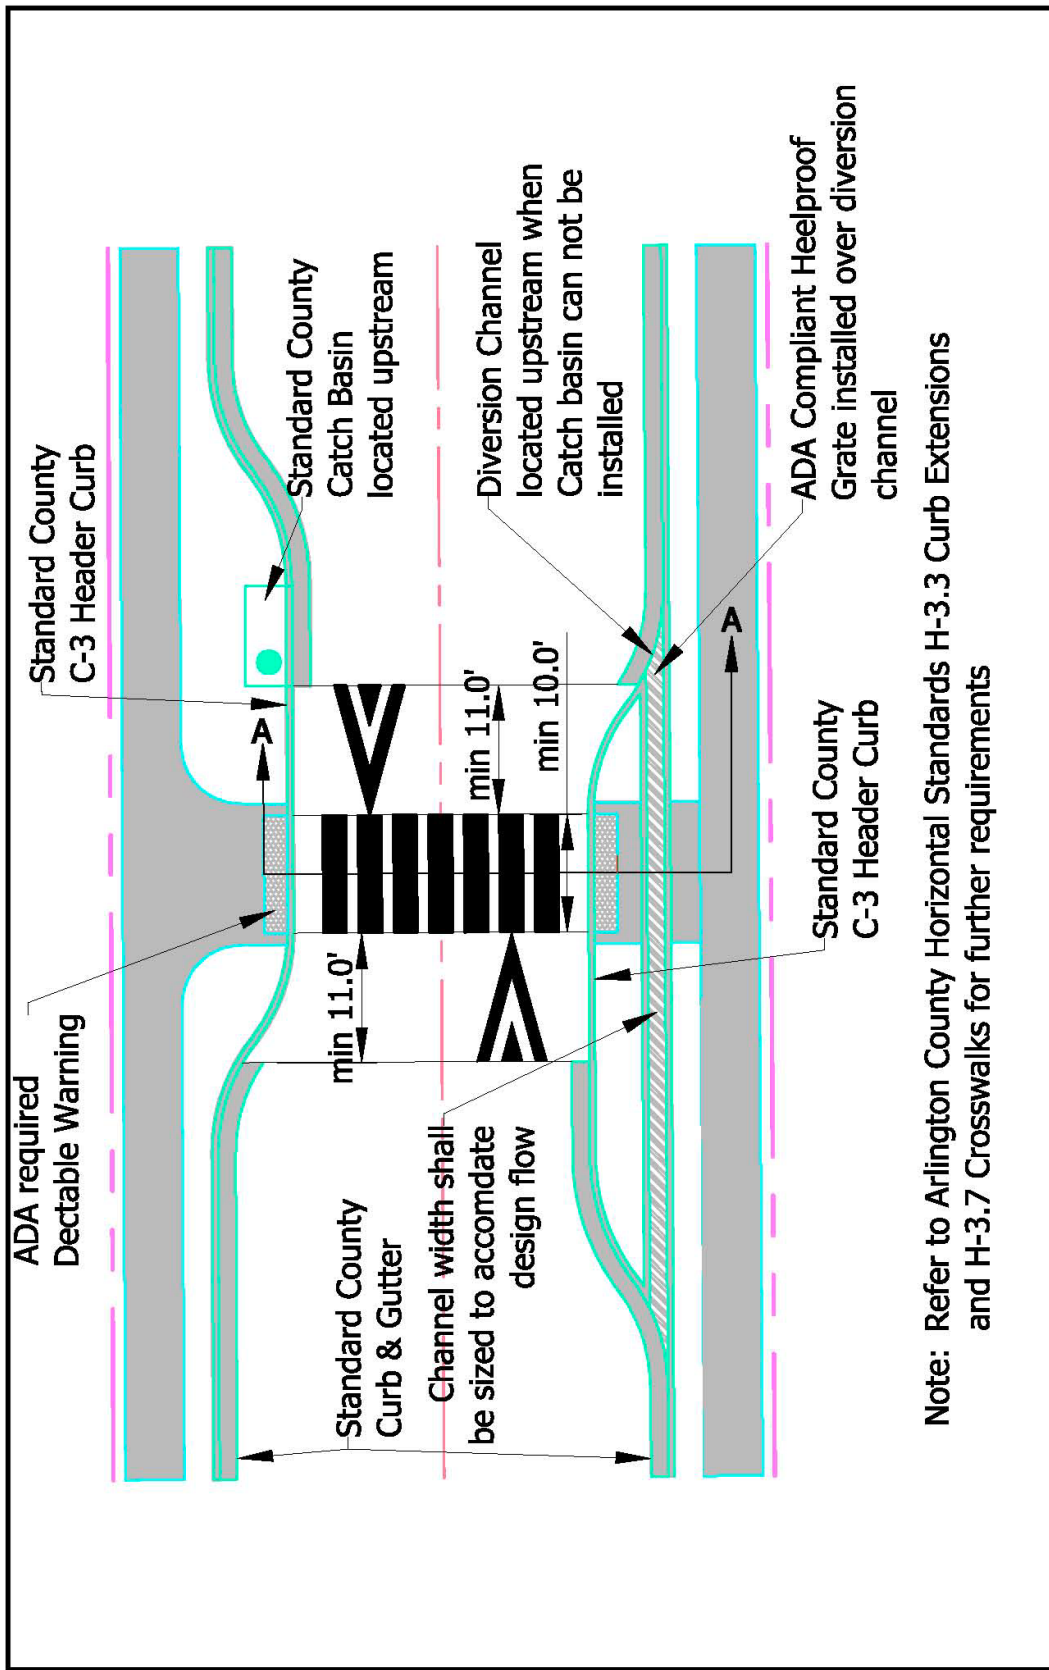 ADA required
Dectable Warning
Standard County
C-3 Header Curb
Standard County
Catch Basin
located upstream
A
min 11.0'
min 11.0'
min 10.0'
Standard County
Curb & Gutter
Channel width shall
be sized to accomdate
design flow
Diversion Channel
located upstream when
Catch basin can not be
installed
A
Standard County
C-3 Header Curb
ADA Compliant Heelproof
Grate installed over diversion
channel
Note: Refer to Arlington County Horizontal Standards H-3.3 Curb Extensions
and H-3.7 Crosswalks for further requirements